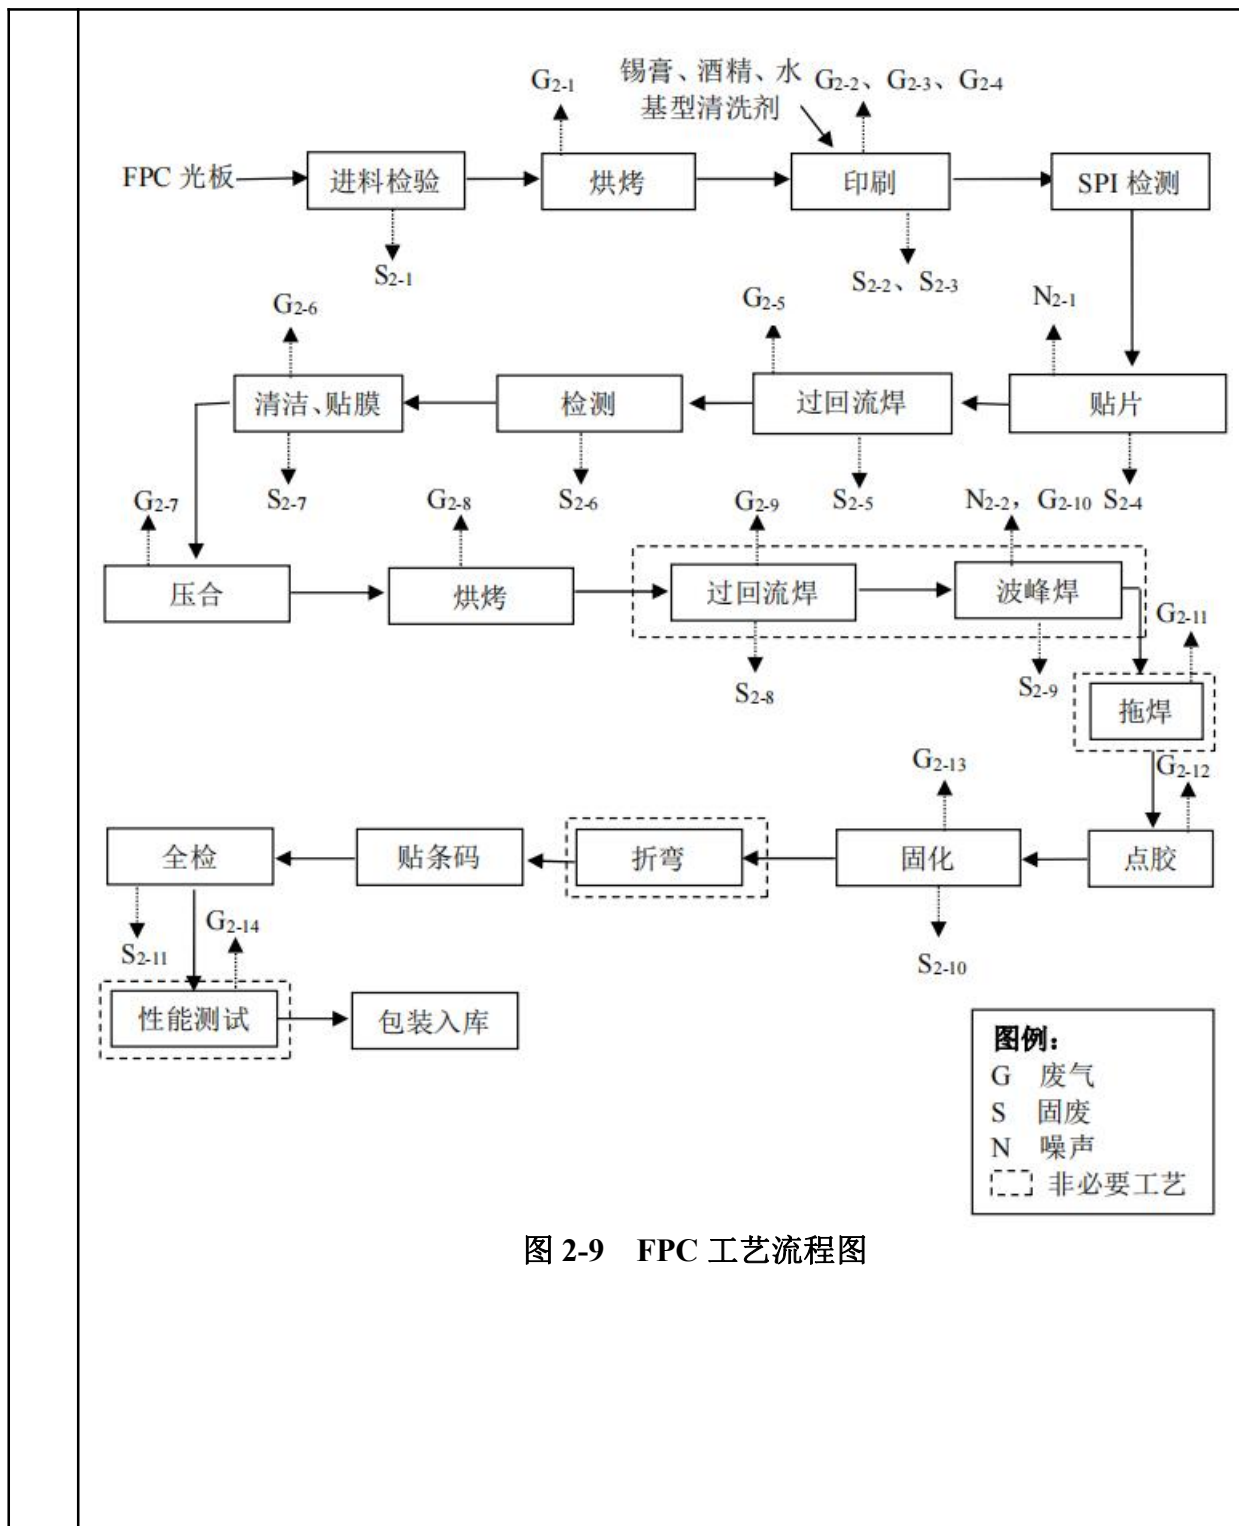 G2-1
锡膏、酒精、水
基型清洗剂
G2-2、G2-3、G2-4
FPC 光板
进料检验
烘烤
印刷
SPI 检测
S2-1
S2-2、S2-3
G2-6
G2-5
N2-1
清洁、贴膜
检测
过回流焊
贴片
G2-7
S2-7
G2-8
S2-6
G2-9
S2-5
N2-2，G2-10
S2-4
压合
烘烤
过回流焊
波峰焊
G2-11
S2-8
S2-9
拖焊
G2-13
G2-12
全检
贴条码
折弯
固化
点胶
S2-11
G2-14
S2-10
性能测试
包装入库
图例：
G 废气
S 固废
N 噪声
非必要工艺
图 2-9 FPC 工艺流程图